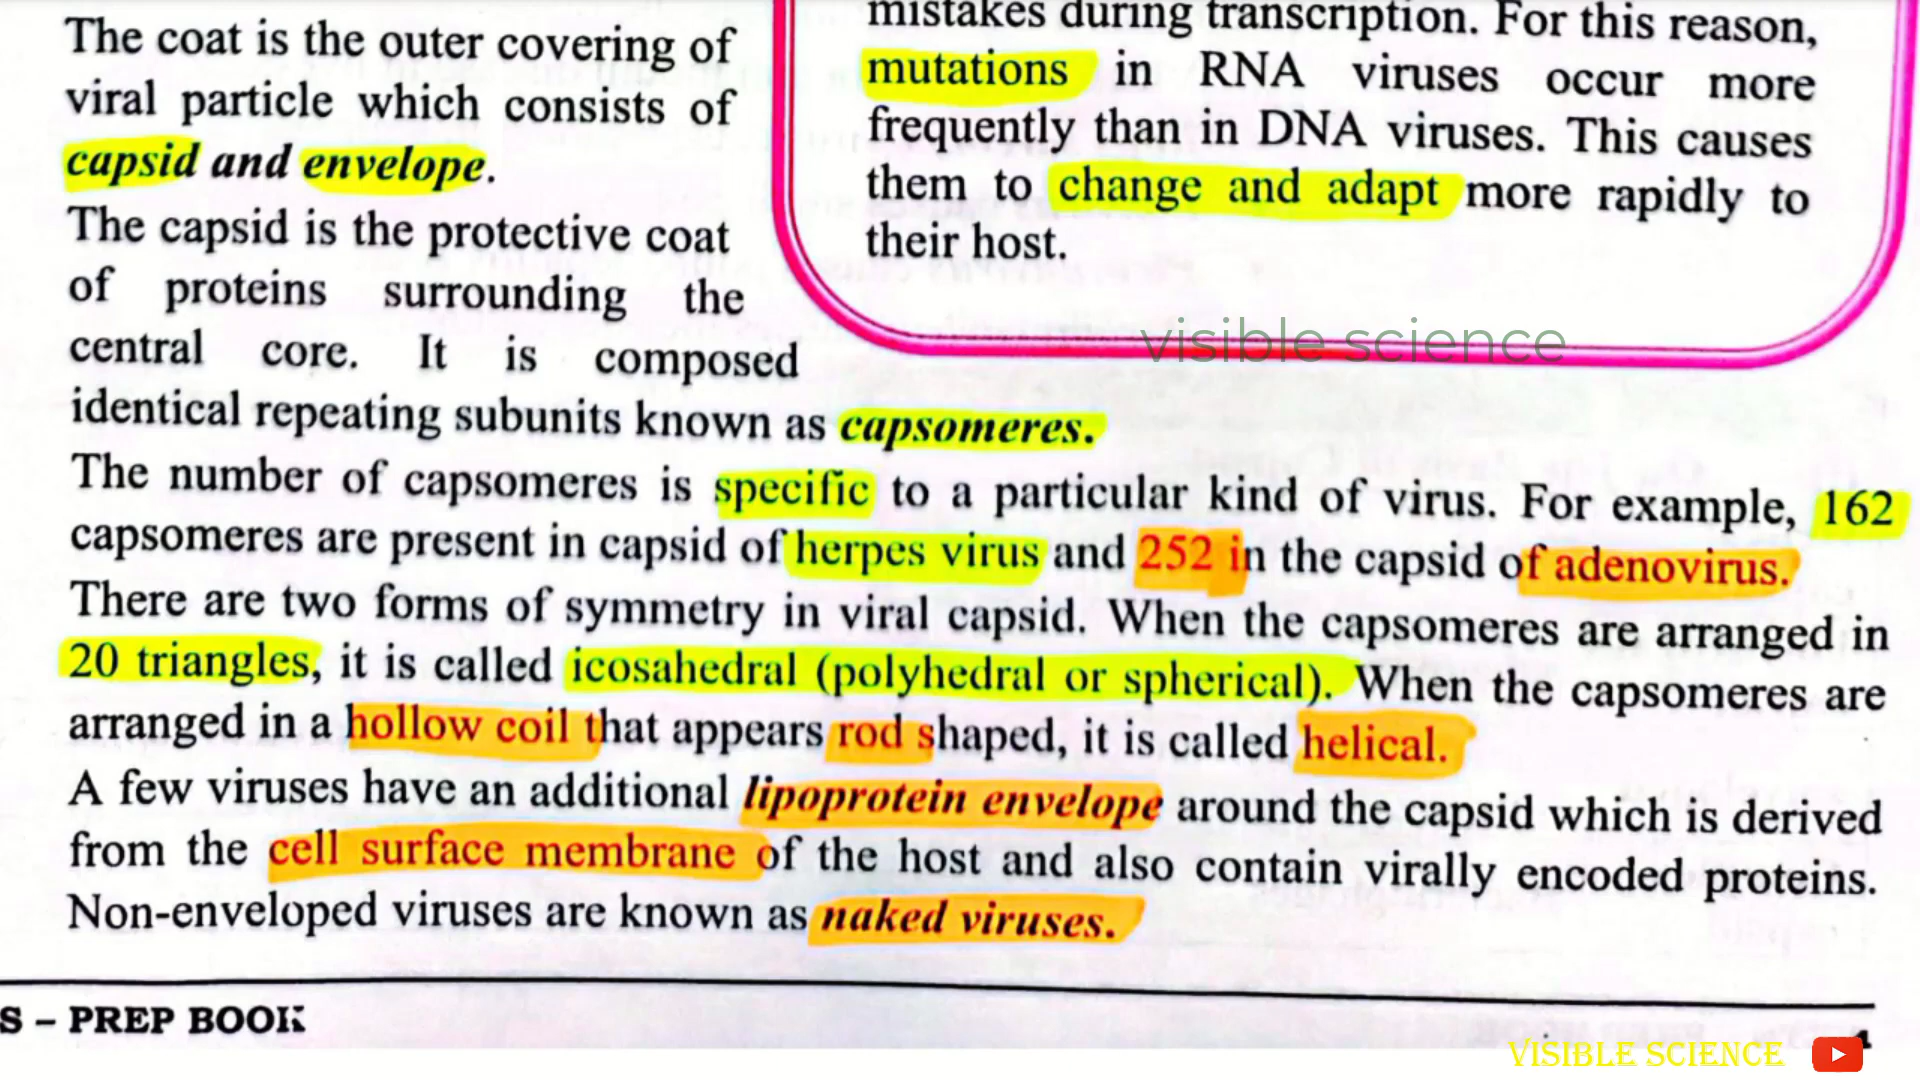 The coat is the outer covering of
viral particle which consists of
capsid and envelope.
The capsid is the protective coat
of proteins surrounding the
central core. It is composed
identical repeating subunits known as capsomeres.
mistakes during transcription. For this reason,
mutations in RNA viruses occur more
frequently than in DNA viruses. This causes
them to change and adapt more rapidly to
their host.
visible science
The number of capsomeres is specific to a particular kind of virus. For example, 162
capsomeres are present in capsid of herpes virus and 252 in the capsid of adenovirus.
There are two forms of symmetry in viral capsid. When the capsomeres are arranged in
20 triangles, it is called icosahedral (polyhedral or spherical). When the capsomeres are
arranged in a hollow coil that appears rod shaped, it is called helical.
A few viruses have an additional lipoprotein envelope around the capsid which is derived
from the cell surface membrane of the host and also contain virally encoded proteins.
Non-enveloped viruses are known as naked viruses.
S – PREP BOOK
VISIBLE SCIENCE